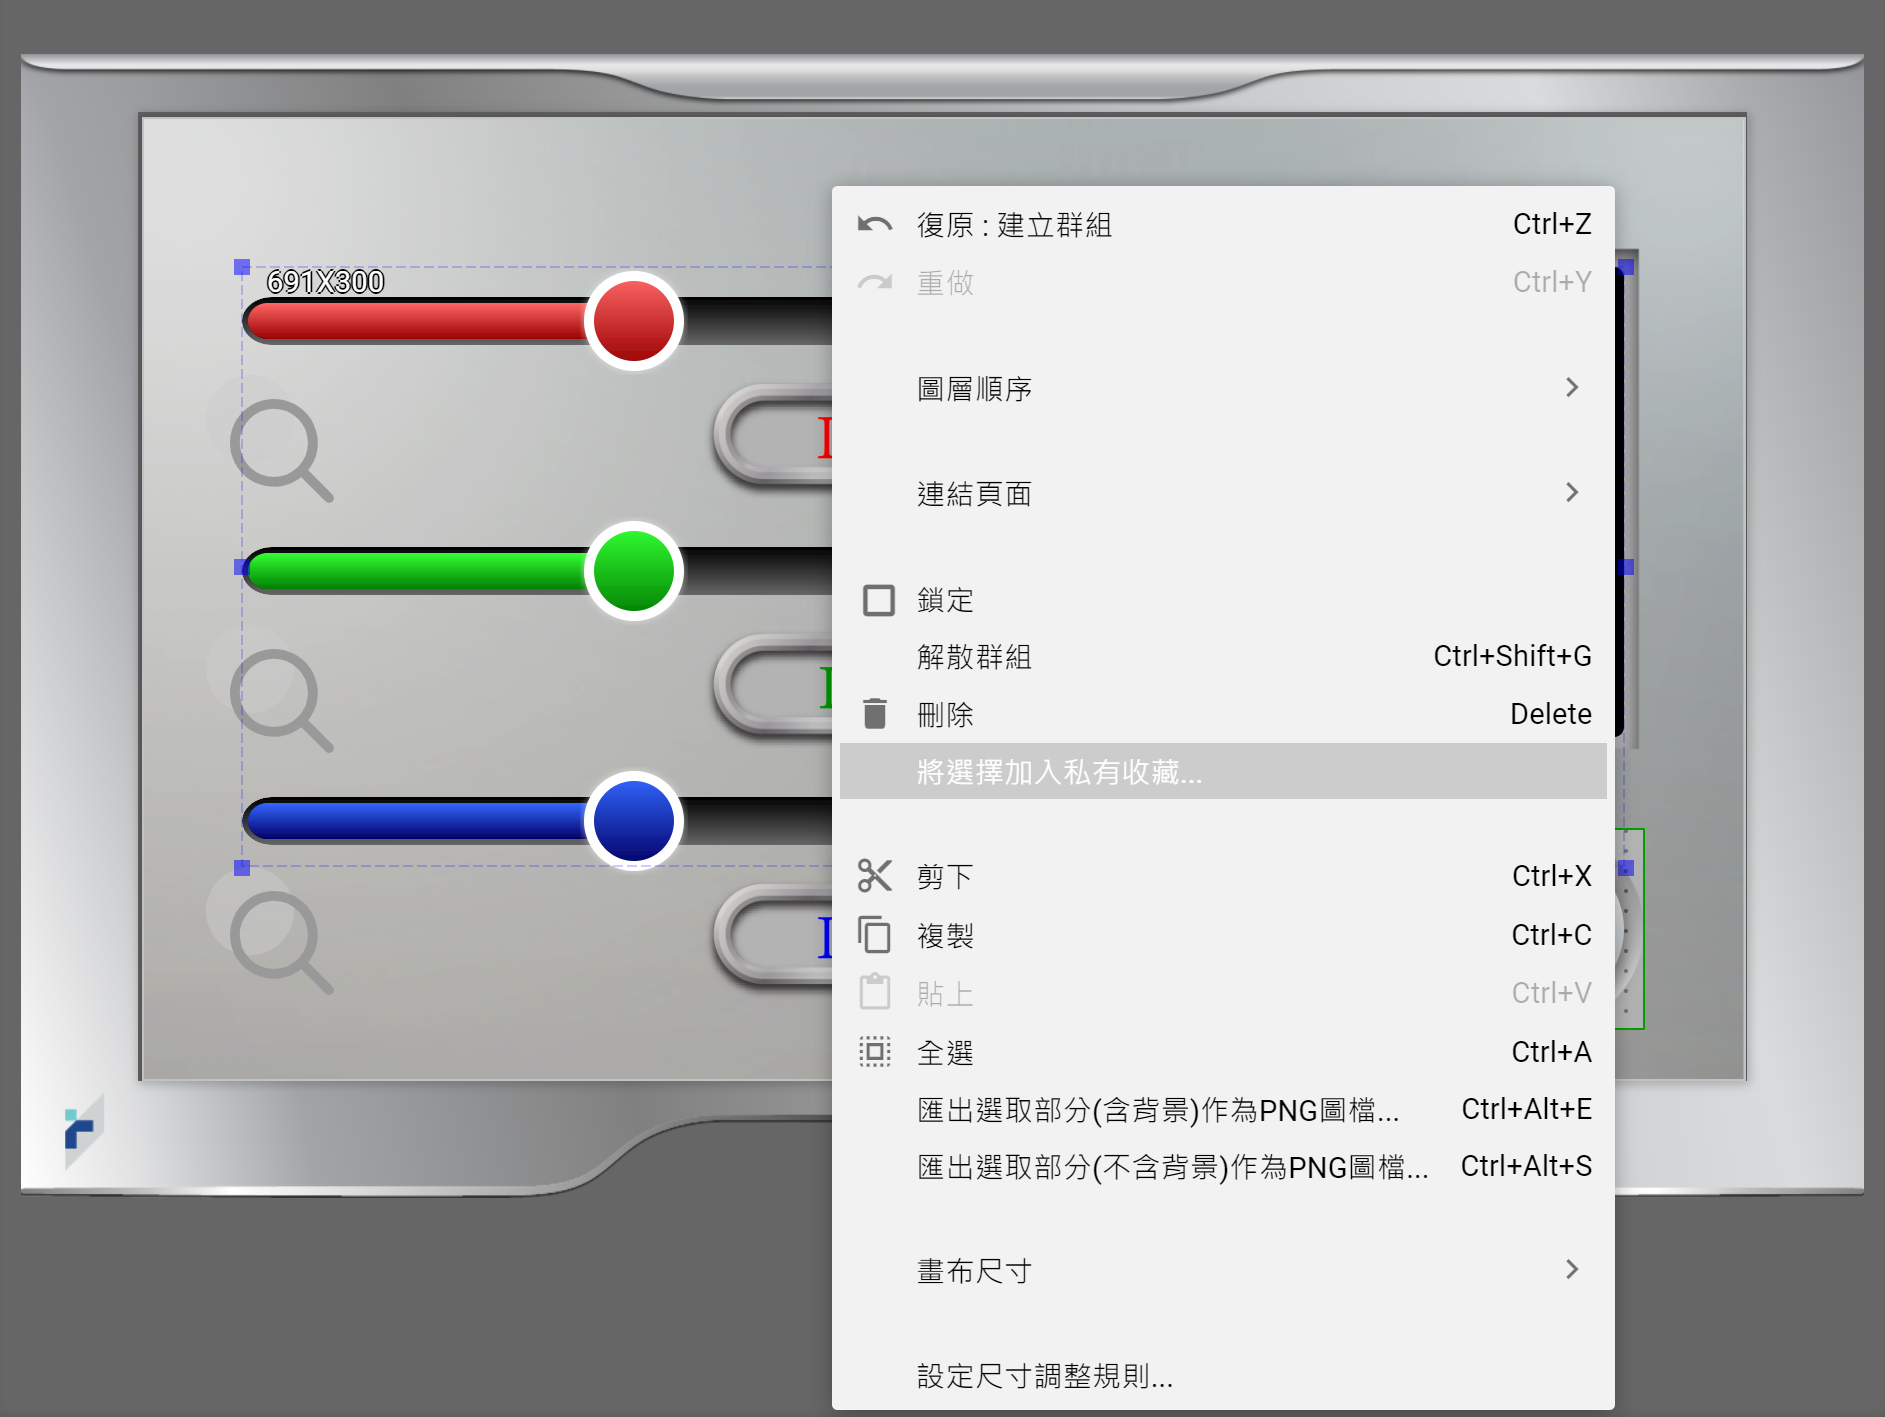 691X300
復原 : 建立群組 Ctrl+Z
重做 Ctrl+Y
圖層順序
連結頁面
鎖定
解散群組 Ctrl+Shift+G
刪除 Delete
將選擇加入私有收藏...
剪下 Ctrl+X
複製 Ctrl+C
貼上 Ctrl+V
全選 Ctrl+A
匯出選取部分(含背景)作為PNG圖檔... Ctrl+Alt+E
匯出選取部分(不含背景)作為PNG圖檔... Ctrl+Alt+S
畫布尺寸
設定尺寸調整規則...